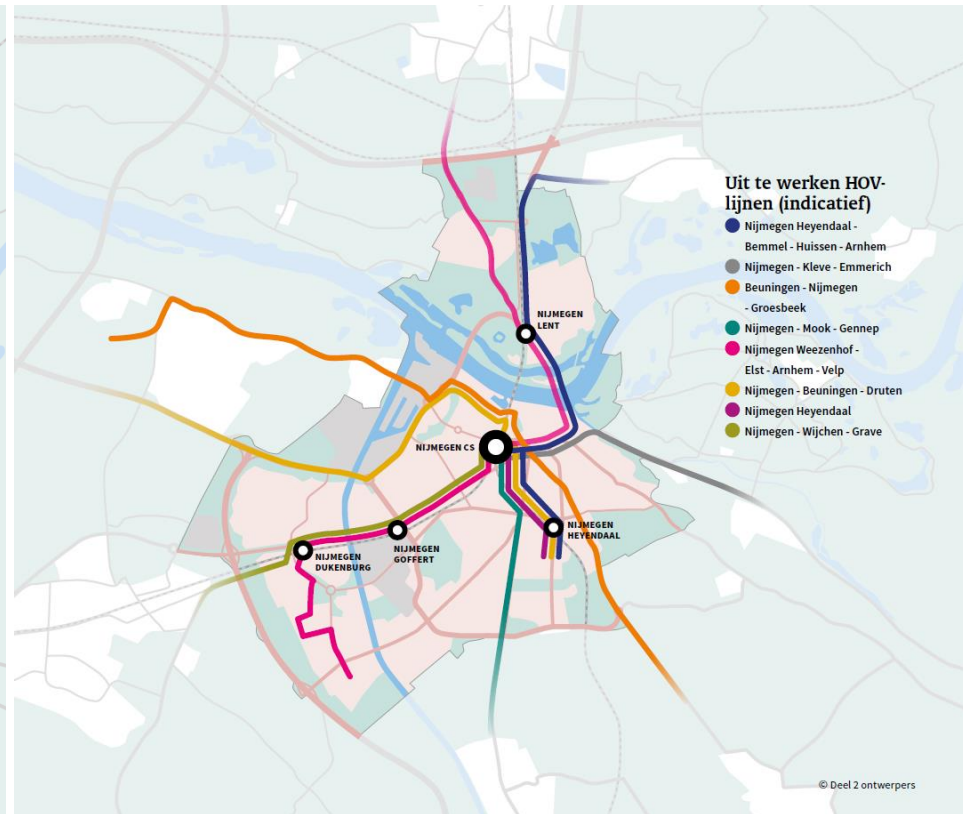 Uit te werken HOV-
lijnen (indicatief)
Nijmegen Heyendaal -
Bemmel - Huissen - Arnhem
Nijmegen - Kleve - Emmerich
Beuningen - Nijmegen
- Groesbeek
Nijmegen - Mook - Gennep
Nijmegen Weezenhof -
Elst - Arnhem - Velp
Nijmegen - Beuningen - Druten
Nijmegen Heyendaal
Nijmegen - Wijchen - Grave
NIJMEGEN
LENT
NIJMEGEN CS
NIJMEGEN
HEYENDAAL
NIJMEGEN
GOFFERT
NIJMEGEN
DUKENBURG
© Deel 2 ontwerpers